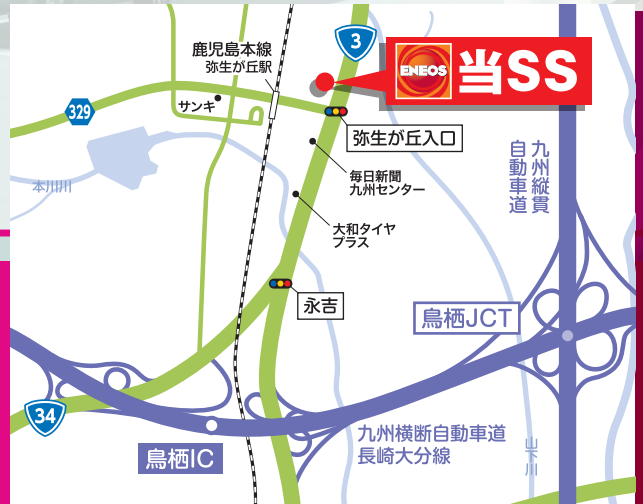 鹿児島本線
弥生が丘駅
3
ENEOS
当SS
サンキ
329
弥生が丘入口
毎日新聞
九州センター
九州縦貫
自動車道
本川川
大和タイヤ
プラス
永吉
鳥栖JCT
34
鳥栖IC
九州横断自動車道
長崎大分線
山下川